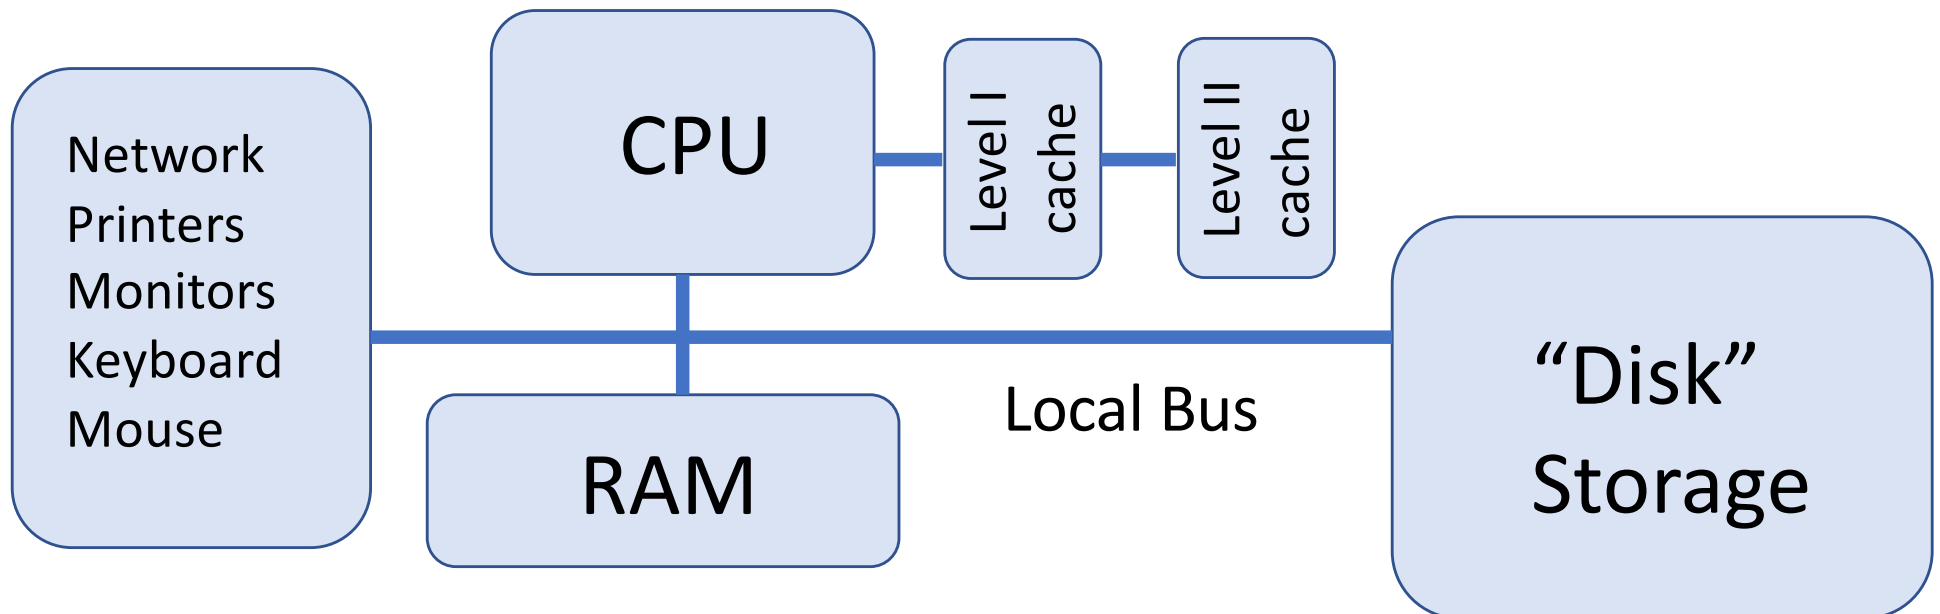 Network
Printers
Monitors
Keyboard
Mouse
CPU
Level I
cache
Level II
cache
RAM
Local Bus
“Disk”
Storage